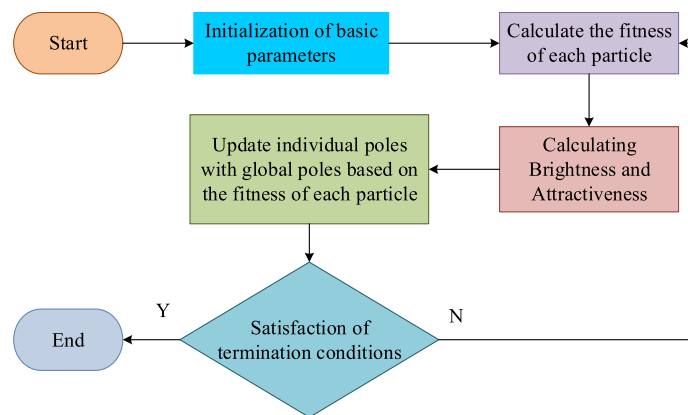 Start
Initialization of basic
parameters
Calculate the fitness
of each particle
Update individual poles
with global poles based on
the fitness of each particle
Calculating
Brightness and
Attractiveness
Y
N
End
Satisfaction of
termination conditions